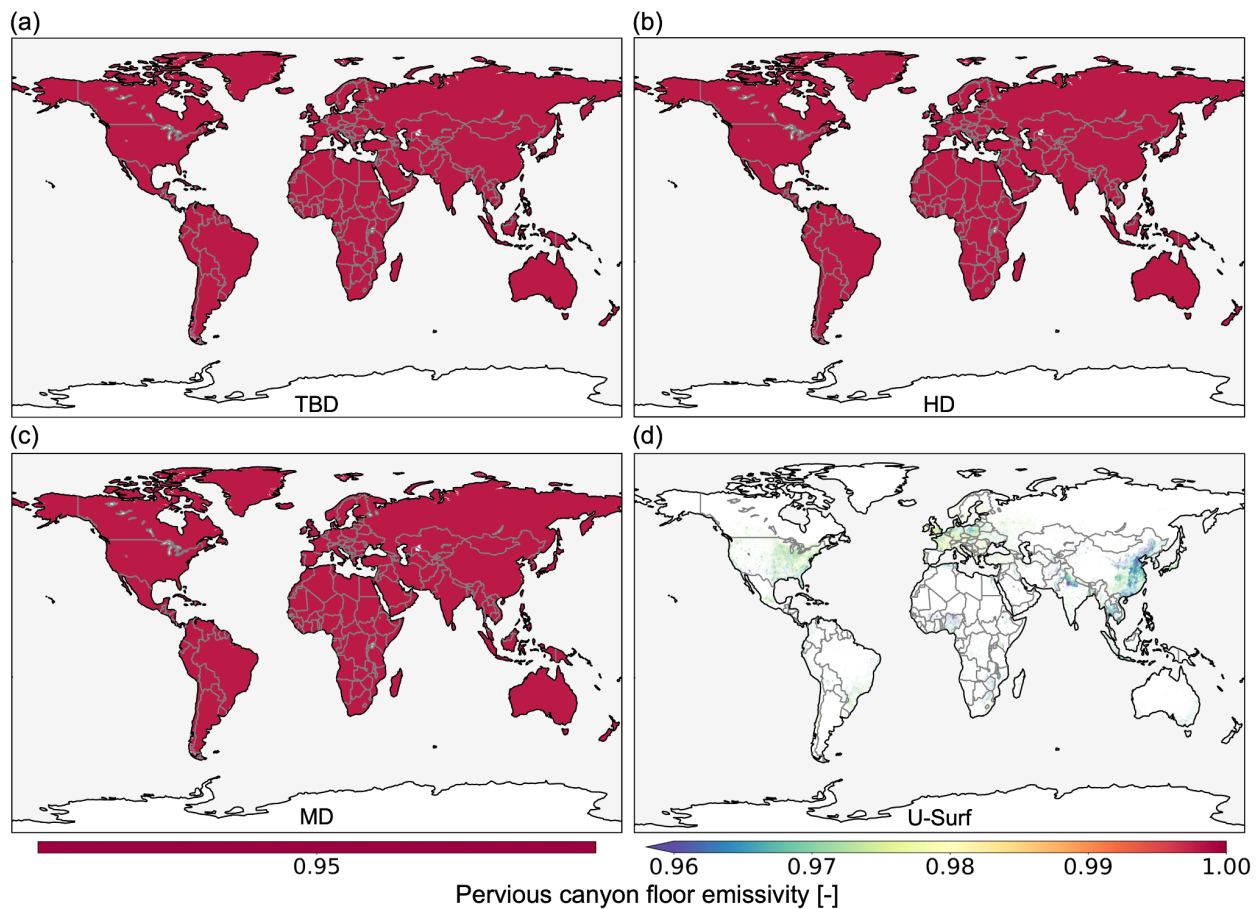 (a)
(b)
TBD
HD
(c)
(d)
MD
U-Surf
0.95
0.96 0.97 0.98 0.99 1.00
Pervious canyon floor emissivity [-]